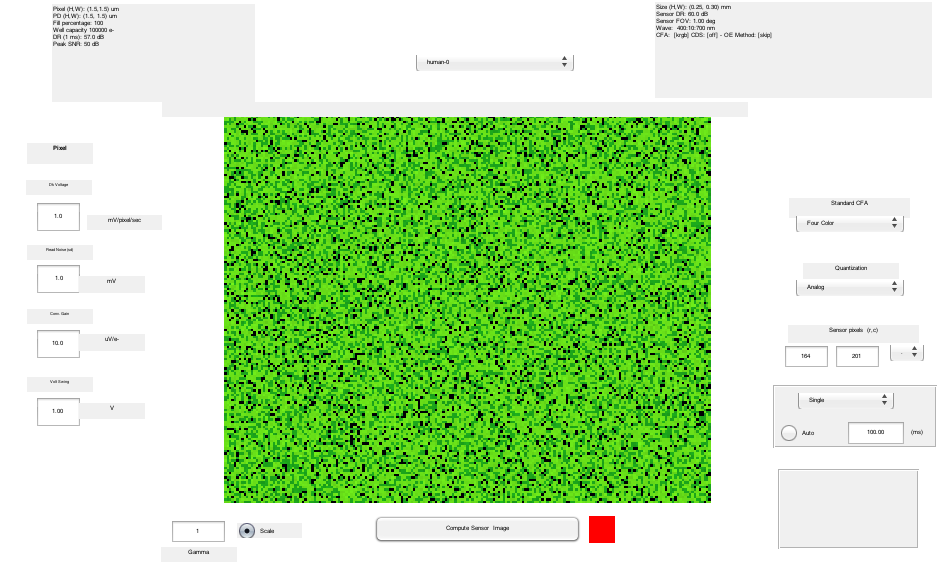 Pixel (H,W): (1.5,1.5) um
PD (H,W): (1.5, 1.5) um
Fill percentage: 100
Well capacity 100000 e-
DR (1 ms): 57.0 dB
Peak SNR: 50 dB
human-0
Size (H,W): (0.25, 0.30) mm
Sensor DR: 60.0 dB
Sensor FOV: 1.00 deg
Wave: 400:10:700 nm
CFA: [krgb] CDS: [off] - OE Method: [skip]
Pixel
Dk Voltage
1.0
mV/pixel/sec
Read Noise (sd)
1.0
mV
Conv. Gain
10.0
uV/e-
Volt Swing
1.00
V
Standard CFA
Four Color
Quantization
Analog
Sensor pixels (r,c)
164
201
-
Single
Auto
100.00
(ms)
1
Scale
Gamma
Compute Sensor Image